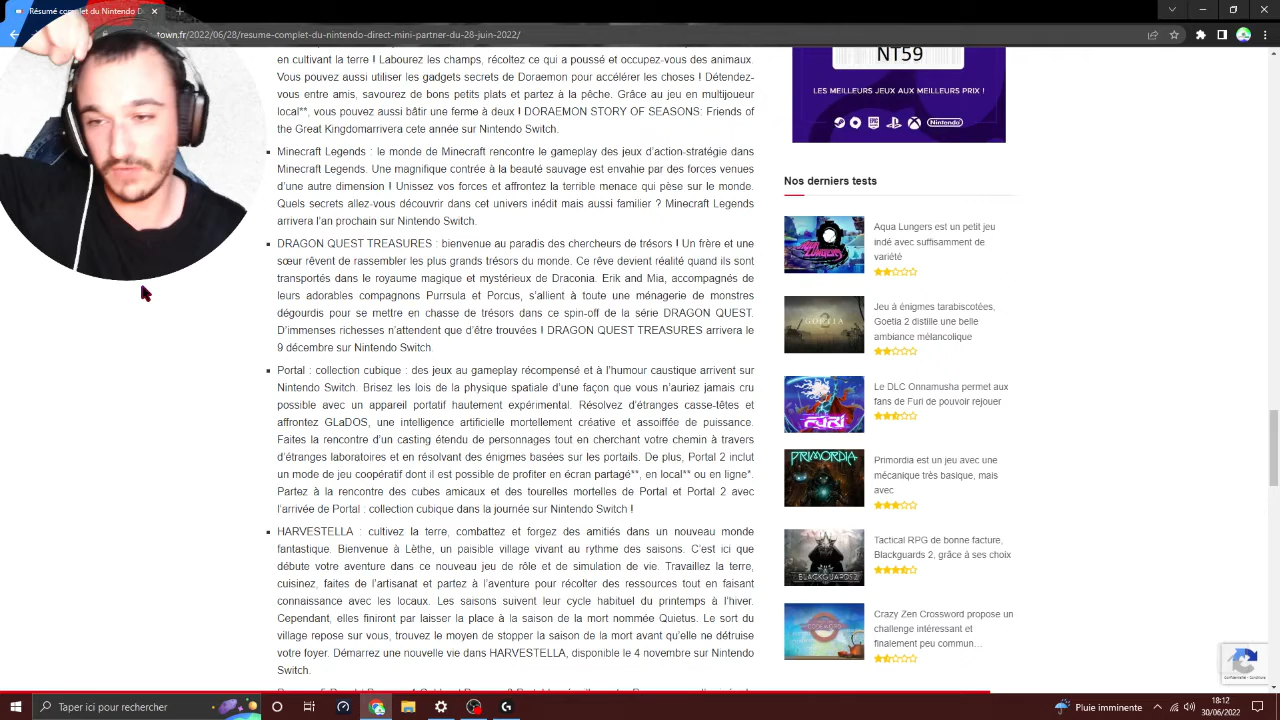 Résumé complet du Nintendo D
town.fr/2022/06/28/resume-complet-du-nintendo-direct-mini-partner-du-28-juin-2022/
en cultivant la terre ! Labourez les champs, récoltez ce qui a poussé et occupez-vous des animaux.
Vous pouvez aussi utiliser les gadgets secrets de Doraemon pour accélérer les choses ! Détendez-
vous entre amis, savourez de bons petits plats et partez à la pêche. Grâce au jeu en multijoueur
local**, vous pouvez aussi bâtir une ferme à deux ! DORAEMON STORY OF SEASONS: Friends of
the Great Kingdomarrivera cete année sur Nintendo Switch.
Minecraft Legends : le monde de Minecraft rencontre le gameplay des jeux d'action-stratégie dans
Minecraft Legends. Une magnifique contrée à la beauté sauvage est envahie par des forces venues
d'une autre dimension ! Unissez vos forces et affrontez la terrible menace qui pèse sur le monde.
Quels secrets allez-vous découvrir dans cet univers inédit mais aussi familier ? Minecraft Legends
arrivera l'an prochain sur Nintendo Switch.
DRAGON QUEST TREASURES : bienvenue au paradis des chercheurs de trésors ! Un frère et une
sœur rêvent de rassembler les plus grands trésors du monde. Ce rêve devient réalité quand ils sont
transportés dans le royaume magique et mystérieux de Draconia. Erik and Mia, accompagnés de
leurs adorables compagnons Purrsula et Porcus, s'allient à toute une ménagerie de monstres
dégourdis pour se mettre en chasse de trésors dans ce spin-off de la série DRAGON QUEST.
D'immenses richesses n'attendent que d'être trouvées ! DRAGON QUEST TREASURES arrivera le
9 décembre sur Nintendo Switch.
Portal : collection cubique : des jeux au gameplay récompensé et à l'humour caustique arrivent sur
Nintendo Switch. Brisez les lois de la physique spatiale d'une façon que vous n'auriez jamais cru
possible avec un appareil portatif hautement expérimental. Résolvez d'étranges casse-têtes et
affrontez GLaDOS, une intelligence artificielle mortellement créative et assoiffée de puissance.
Faites la rencontre d'un casting étendu de personnages tout en cherchant votre chemin à travers
d'étranges laboratoires et en résolvant des énigmes basées sur les portails. De plus, Portal 2 inclut
un mode de jeu coopératif dont il est possible de profiter en écran partagé**, en local** ou en ligne*.
Partez à la rencontre des cubes amicaux et des tourelles mortelles de Portal et Portal 2 avec
l'arrivée de Portal : collection cubique dans la journée sur Nintendo Switch !
HARVESTELLA : cultivez la terre, combattez et forgez des amitiés dans un nouveau monde
fantastique. Bienvenue à Lèthe, un paisible village vivant au rythme des saisons. C'est ici que
débute votre aventure dans ce nouveau jeu de rôle et de simulation de vie. Travaillez la terre,
cuisinez, faites de l'artisanat et partez à l'aventure pour récolter des ressources tout en faisant
connaissance avec les locaux. Les saisons suivent leur cycle habituel du printemps à l'hiver.
Cependant, elles finiront par laisser la place à la saison de la mort nommée Quietus. Le sort du
village repose sur vous, trouvez le moyen de stopper la saison de la mort avant qu'elle ne détruise
votre foyer. Démarrez une nouvelle vie dans HARVESTELLA, disponible le 4 novembre sur Nintendo
Switch.
NT59
LES MEILLEURS JEUX AUX MEILLEURS PRIX !
EPIC
Nintendo
Nos derniers tests
Aqua Lungers est un petit jeu
indé avec suffisamment de
variété
AQUA
LUNGERS
Jeu à énigmes tarabiscotées,
Goetia 2 distille une belle
ambiance mélancolique
GOETIA
2
Le DLC Onnamusha permet aux
fans de Furi de pouvoir rejouer
FURI
Primordia est un jeu avec une
mécanique très basique, mais
avec
PRIMORDIA
Tactical RPG de bonne facture,
Blackguards 2, grâce à ses choix
BLACKGUARDS 2
Crazy Zen Crossword propose un
challenge intéressant et
finalement peu commun...
Confidentialité - Conditions
Taper ici pour rechercher
Pluie imminente
18:12
30/06/2022